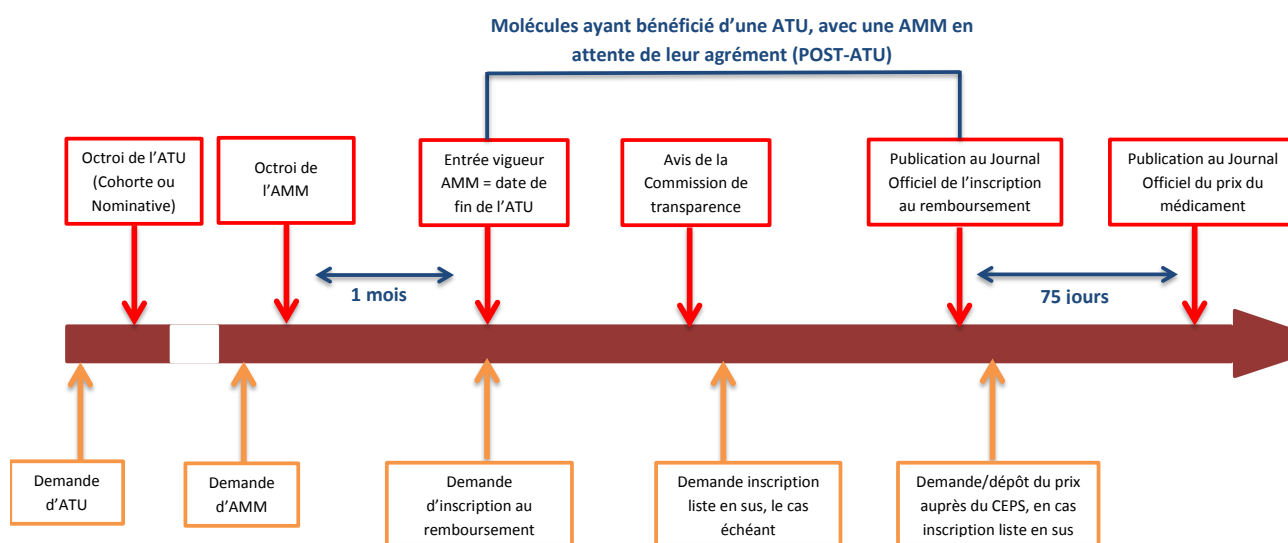 Molécules ayant bénéficié d’une ATU, avec une AMM en
attente de leur agrément (POST-ATU)
Octroi de l’ATU
(Cohorte ou
Nominative)
Octroi de
l’AMM
Entrée vigueur
AMM = date de
fin de l’ATU
Avis de la
Commission de
transparence
Publication au Journal
Officiel de l’inscription
au remboursement
Publication au Journal
Officiel du prix du
médicament
1 mois
75 jours
Demande
d’ATU
Demande
d’AMM
Demande
d’inscription au
remboursement
Demande inscription
liste en sus, le cas
échéant
Demande/dépôt du prix
auprès du CEPS, en cas
inscription liste en sus